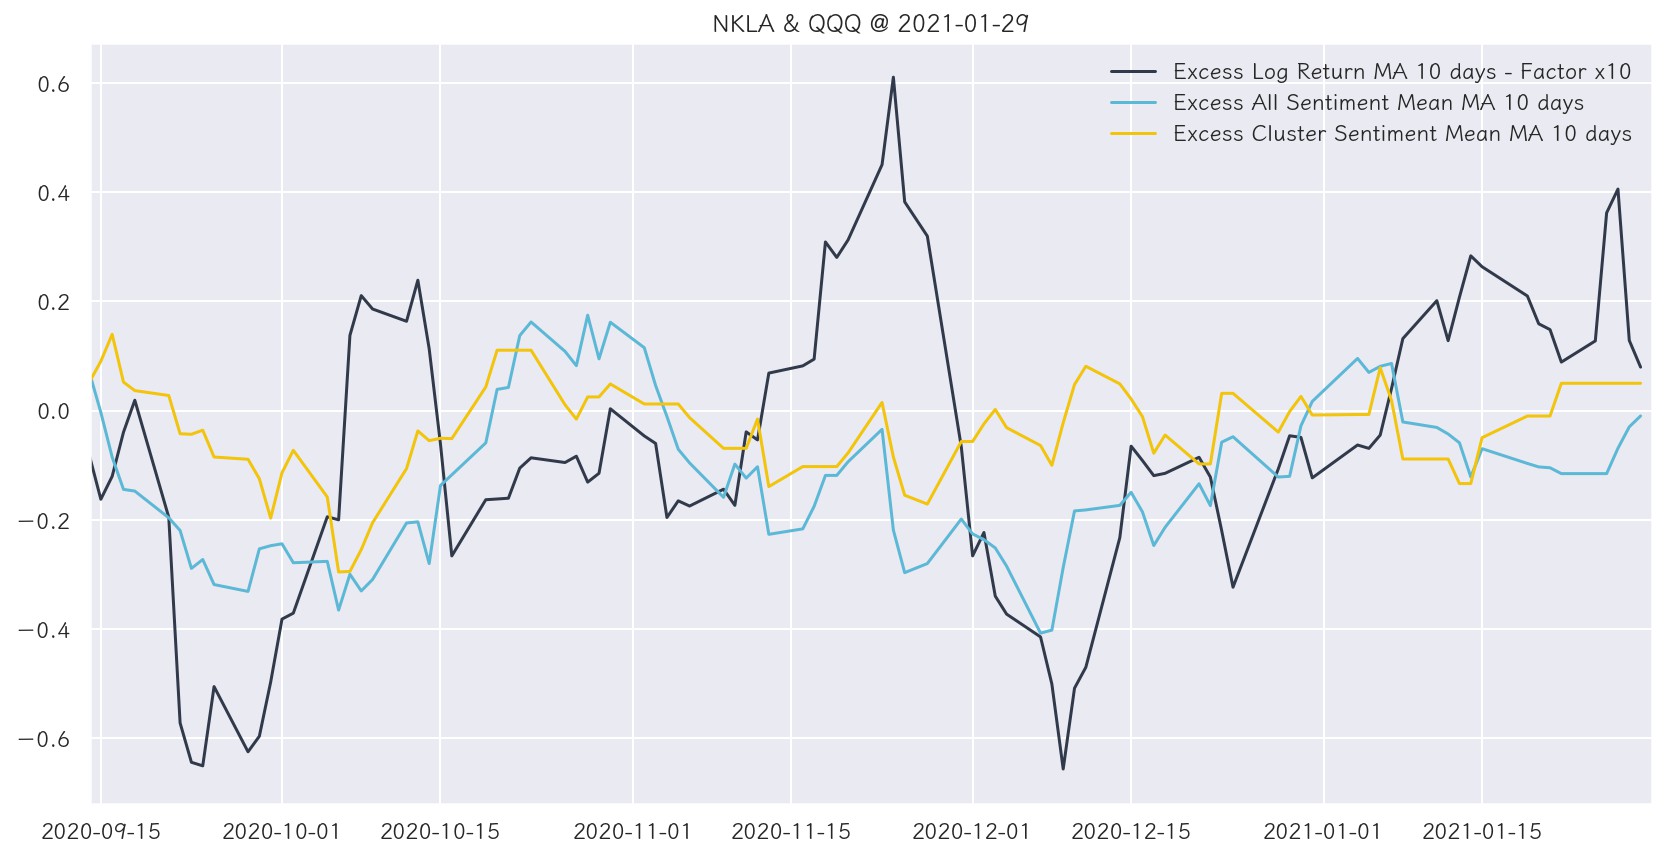 NKLA & QQQ @ 2021-01-29
Excess Log Return MA 10 days - Factor x10
Excess All Sentiment Mean MA 10 days
Excess Cluster Sentiment Mean MA 10 days
0.6
0.4
0.2
0.0
−0.2
−0.4
−0.6
2020-09-15 2020-10-01 2020-10-15 2020-11-01 2020-11-15 2020-12-01 2020-12-15 2021-01-01 2021-01-15